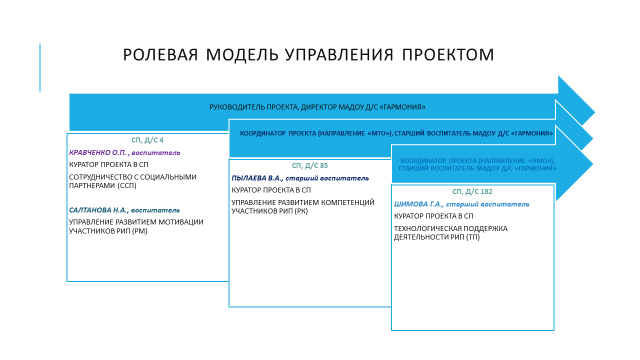 РОЛЕВАЯ МОДЕЛЬ УПРАВЛЕНИЯ ПРОЕКТОМ
РУКОВОДИТЕЛЬ ПРОЕКТА, ДИРЕКТОР МАДОУ Д/С «ГАРМОНИЯ»
КООРДИНАТОР ПРОЕКТА (НАПРАВЛЕНИЕ «МТО»), СТАРШИЙ ВОСПИТАТЕЛЬ МАДОУ Д/С «ГАРМОНИЯ»
КООРДИНАТОР ПРОЕКТА (НАПРАВЛЕНИЕ «НМО»),
СТАРШИЙ ВОСПИТАТЕЛЬ МАДОУ Д/С «ГАРМОНИЯ»
СП, Д/С 4
КРАВЧЕНКО О.П. , воспитатель
КУРАТОР ПРОЕКТА В СП
СОТРУДНИЧЕСТВО С СОЦИАЛЬНЫМИ
ПАРТНЕРАМИ (ССП)
САЛТАНОВА Н.А., воспитатель
УПРАВЛЕНИЕ РАЗВИТИЕМ МОТИВАЦИИ
УЧАСТНИКОВ РИП (РМ)
СП, Д/С 85
ПЫЛАЕВА В.А., старший воспитатель
КУРАТОР ПРОЕКТА В СП
УПРАВЛЕНИЕ РАЗВИТИЕМ КОМПЕТЕНЦИЙ
УЧАСТНИКОВ РИП (РК)
СП, Д/С 182
ШИМОВА Г.А., старший воспитатель
КУРАТОР ПРОЕКТА В СП
ТЕХНОЛОГИЧЕСКАЯ ПОДДЕРЖКА
ДЕЯТЕЛЬНОСТИ РИП (ТП)